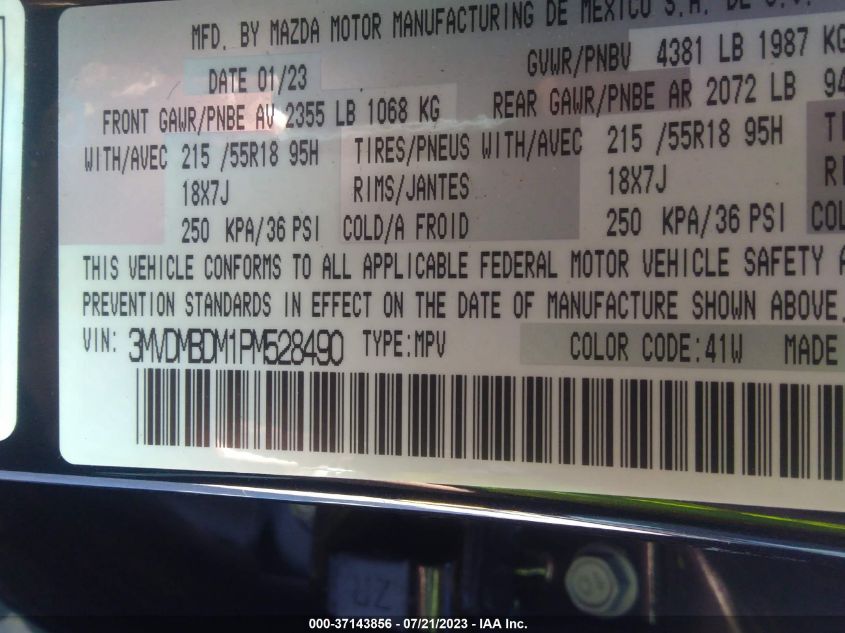 MFD. BY MAZDA MOTOR MANUFACTURING DE MEXICO S.A. DE C.V.
DATE 01/23 GVWR/PNBV 4381 LB 1987 KG
FRONT GAWR/PNBE AV 2355 LB 1068 KG REAR GAWR/PNBE AR 2072 LB 94
WITH/AVEC 215 /55R18 95H TIRES/PNEUS WITH/AVEC 215 /55R18 95H TI
18X7J RIMS/JANTES 18X7J RI
250 KPA/36 PSI COLD/A FROID 250 KPA/36 PSI COL
THIS VEHICLE CONFORMS TO ALL APPLICABLE FEDERAL MOTOR VEHICLE SAFETY A
PREVENTION STANDARDS IN EFFECT ON THE DATE OF MANUFACTURE SHOWN ABOVE.
VIN: 3MVDMBDM1PM528490 TYPE:MPV COLOR CODE:41W MADE
000-37143856 / 07/21/2023 - IAA Inc.